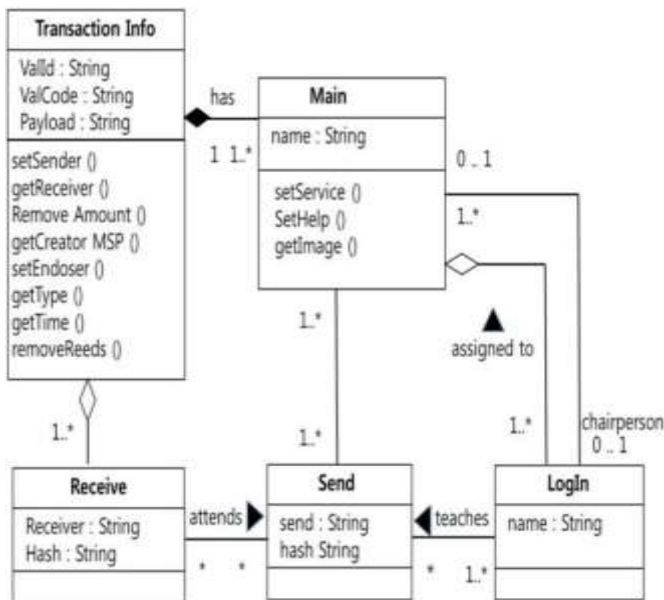 Transaction Info
ValId : String
ValCode : String
Payload : String
setSender ()
getReceiver ()
Remove Amount ()
getCreator MSP ()
setEndoser ()
getType ()
getTime ()
removeReeds ()
has
1 1..*
Main
name : String
setService ()
SetHelp ()
getImage ()
0 .. 1
1..*
assigned to
1..*
1..*
1..*
chairperson
0 .. 1
1..*
Receive
Receiver : String
Hash : String
attends
* *
Send
send : String
hash String
teaches
* 1..*
LogIn
name : String